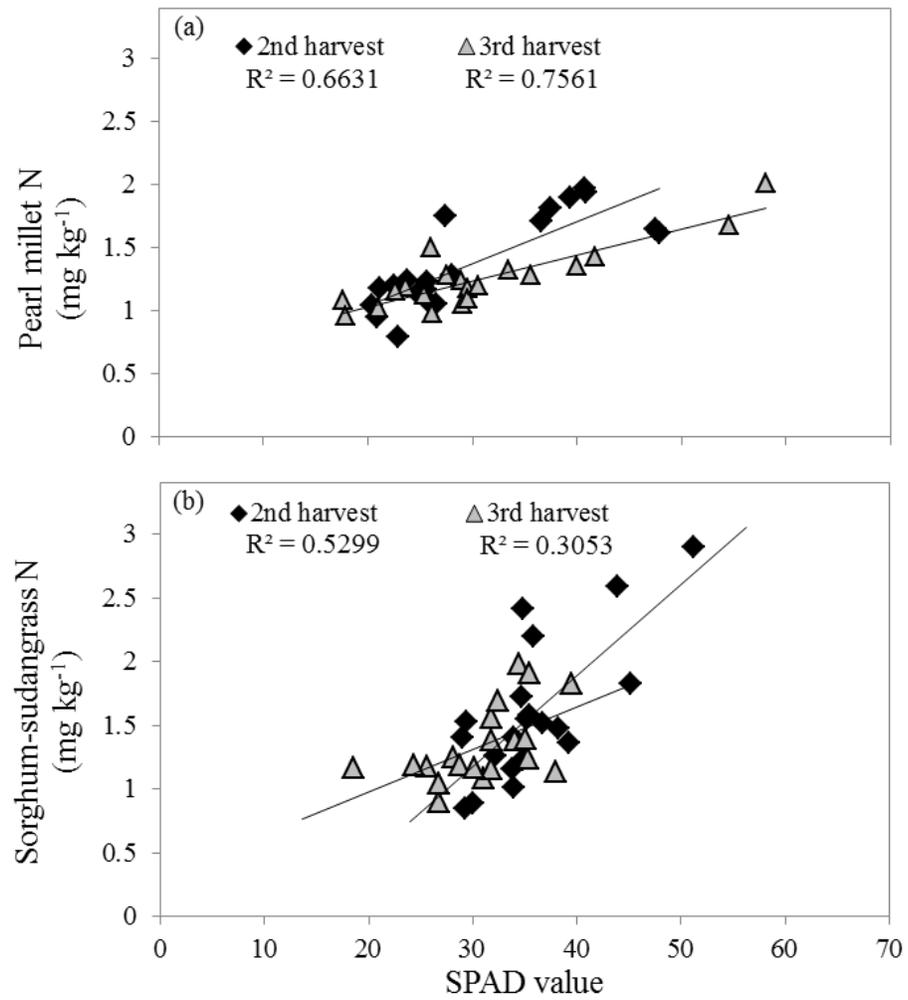 (a)
2nd harvest 3rd harvest
R² = 0.6631 R² = 0.7561
3
2.5
2
1.5
1
0.5
0
Pearl millet N
(mg kg⁻¹)
(b)
2nd harvest 3rd harvest
R² = 0.5299 R² = 0.3053
3
2.5
2
1.5
1
0.5
0
Sorghum-sudangrass N
(mg kg⁻¹)
0 10 20 30 40 50 60 70
SPAD value